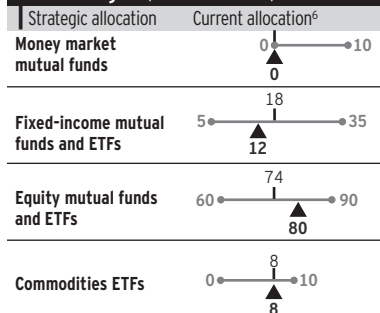 Strategic allocation Current allocation⁶
Money market
mutual funds
0 10
0
18
Fixed-income mutual
funds and ETFs
5 35
12
74
Equity mutual funds
and ETFs
60 90
80
8
Commodities ETFs
0 10
8